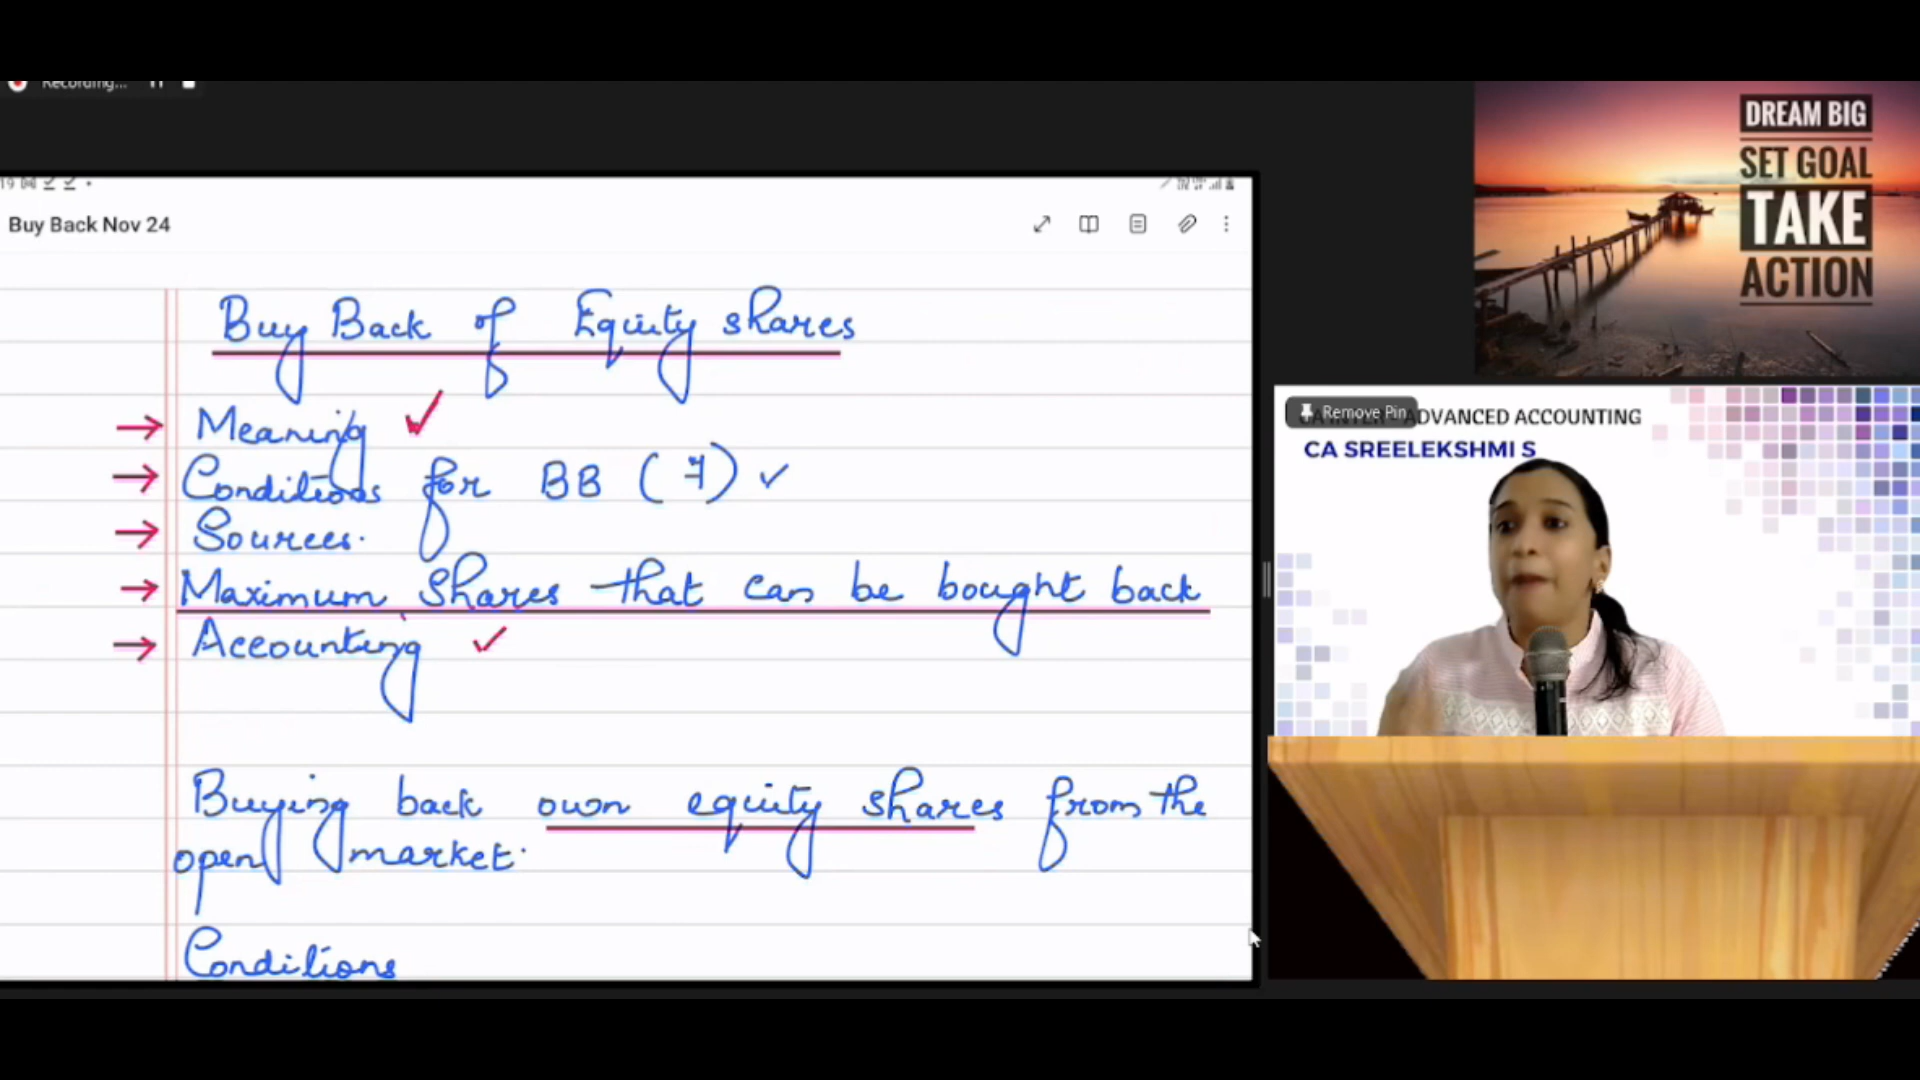 Recording...
Buy Back Nov 24
Buy Back of Equity shares
→ Meaning ✓
→ Conditions for BB (7) ✓
→ Sources.
→ Maximum Shares that can be bought back
→ Accounting ✓
Buying back own equity shares from the
open market.
Conditions
DREAM BIG
SET GOAL
TAKE
ACTION
Remove Pin
ADVANCED ACCOUNTING
CA SREELEKSHMI S